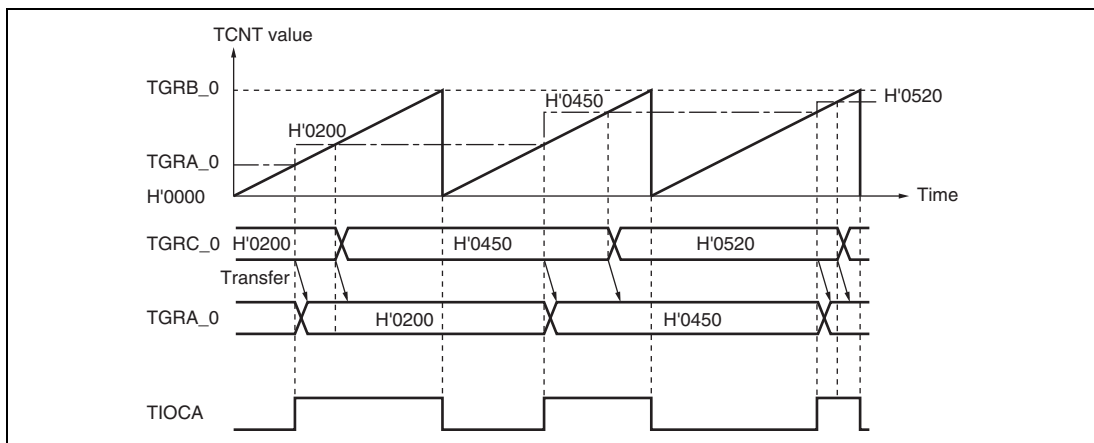 TCNT value
TGRB_0
H'0520
H'0450
H'0200
TGRA_0
H'0000
Time
TGRC_0
H'0200
H'0450
H'0520
Transfer
TGRA_0
H'0200
H'0450
TIOCA